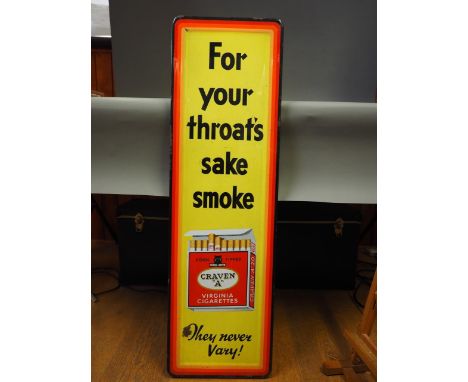 For
your
throat's
sake
smoke
CORK TIPPED
CRAVEN
"A"
VIRGINIA
CIGARETTES
They never
Vary!